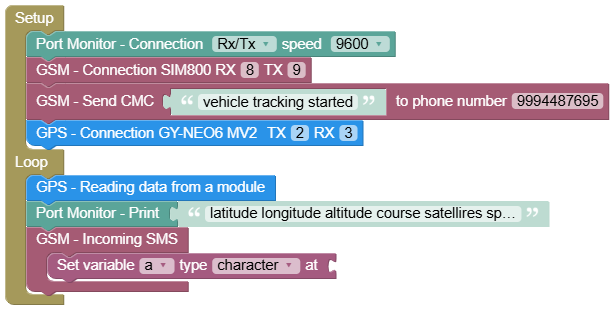 Setup
Port Monitor - Connection Rx/Tx speed 9600
GSM - Connection SIM800 RX 8 TX 9
GSM - Send CMC “ vehicle tracking started ” to phone number 9994487695
GPS - Connection GY-NEO6 MV2 TX 2 RX 3
Loop
GPS - Reading data from a module
Port Monitor - Print “ latitude longitude altitude course satellires sp... ”
GSM - Incoming SMS
Set variable a type character at